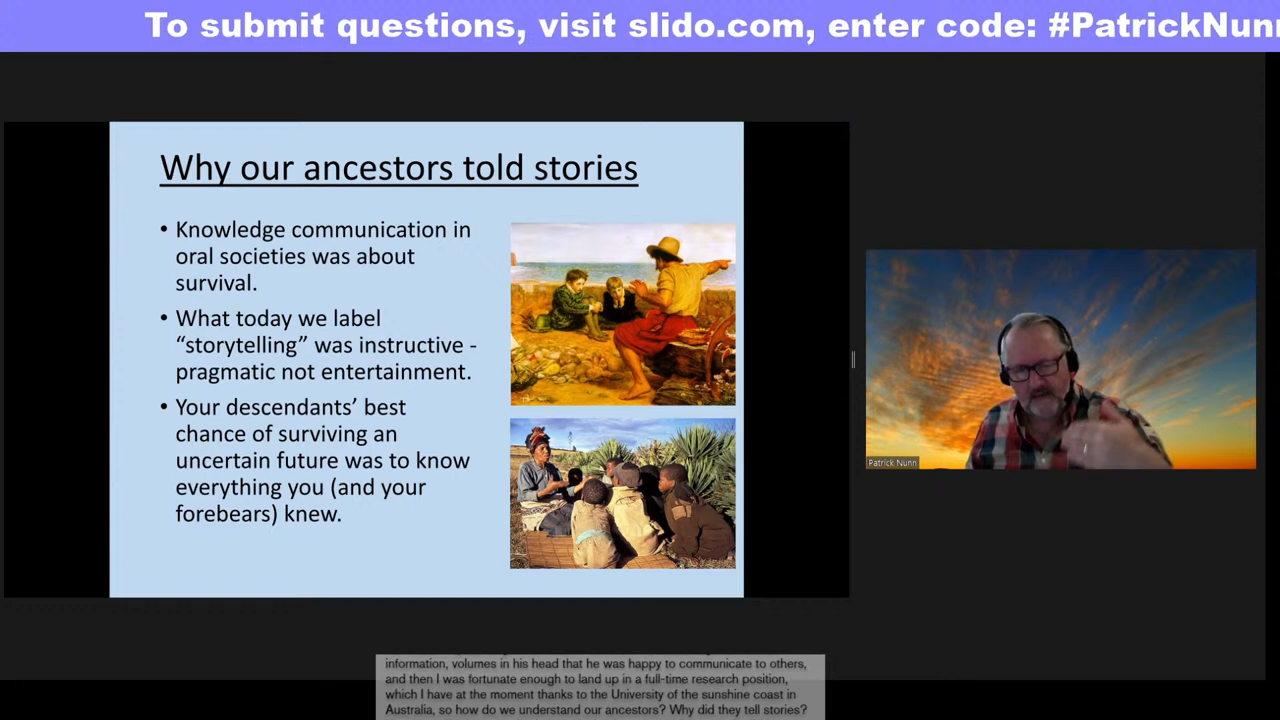 To submit questions, visit slido.com, enter code: #PatrickNun
Why our ancestors told stories
• Knowledge communication in
oral societies was about
survival.
• What today we label
“storytelling” was instructive -
pragmatic not entertainment.
• Your descendants’ best
chance of surviving an
uncertain future was to know
everything you (and your
forebears) knew.
Patrick Nunn
information, volumes in his head that he was happy to communicate to others,
and then I was fortunate enough to land up in a full-time research position,
which I have at the moment thanks to the University of the sunshine coast in
Australia, so how do we understand our ancestors? Why did they tell stories?